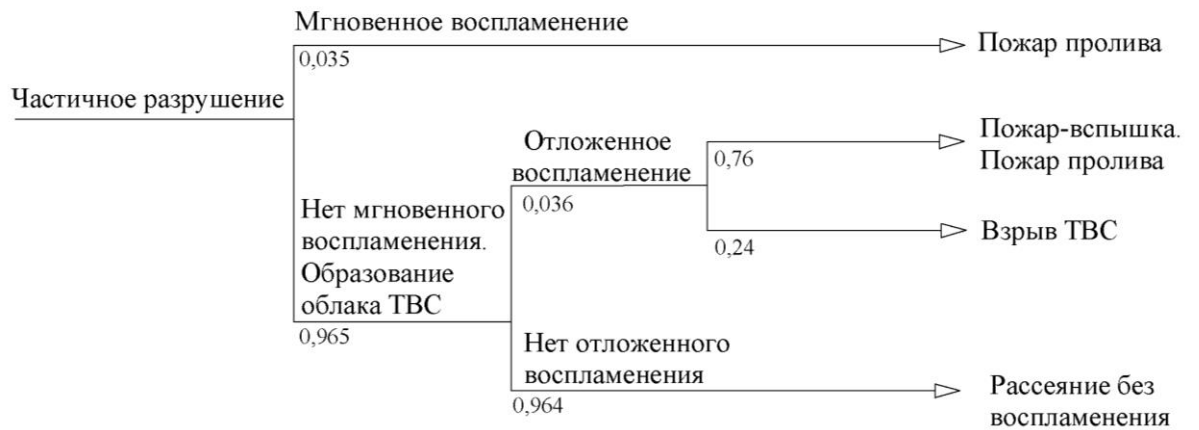 Мгновенное воспламенение
0,035
Пожар пролива
Частичное разрушение
Отложенное
воспламенение
0,036
0,76
Пожар-вспышка.
Пожар пролива
0,24
Взрыв ТВС
Нет мгновенного
воспламенения.
Образование
облака ТВС
0,965
Нет отложенного
воспламенения
0,964
Рассеяние без
воспламенения